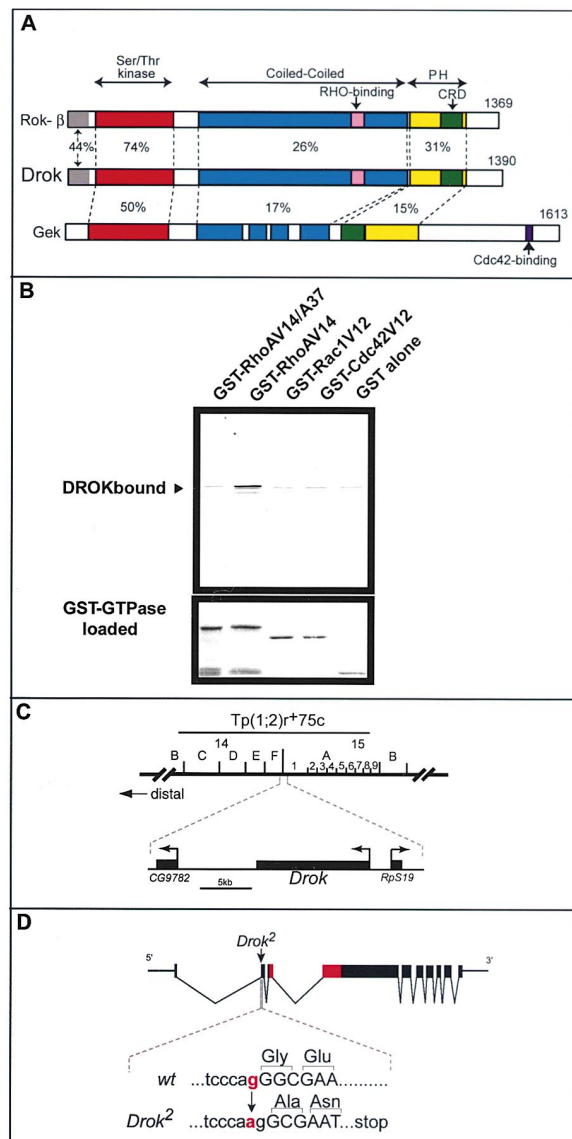 A
Ser/Thr
kinase
Coiled-Coiled
PH
RHO-binding
CRD
Rok- β
1369
44%
74%
26%
31%
Drok
1390
50%
17%
15%
Gek
1613
Cdc42-binding
B
GST-RhoAV14/A37
GST-RhoAV14
GST-Rac1V12
GST-Cdc42V12
GST alone
DROKbound
GST-GTPase
loaded
C
Tp(1;2)r+75c
14
15
B C D E F A B
1 2 3 4 5 6 7 8 9
distal
CG9782
5kb
Drok
RpS19
D
Drok2
5'
3'
Gly Glu
wt ...tcccagGGCGAA..........
Ala Asn
Drok2 ...tcccaagGCGAAT...stop